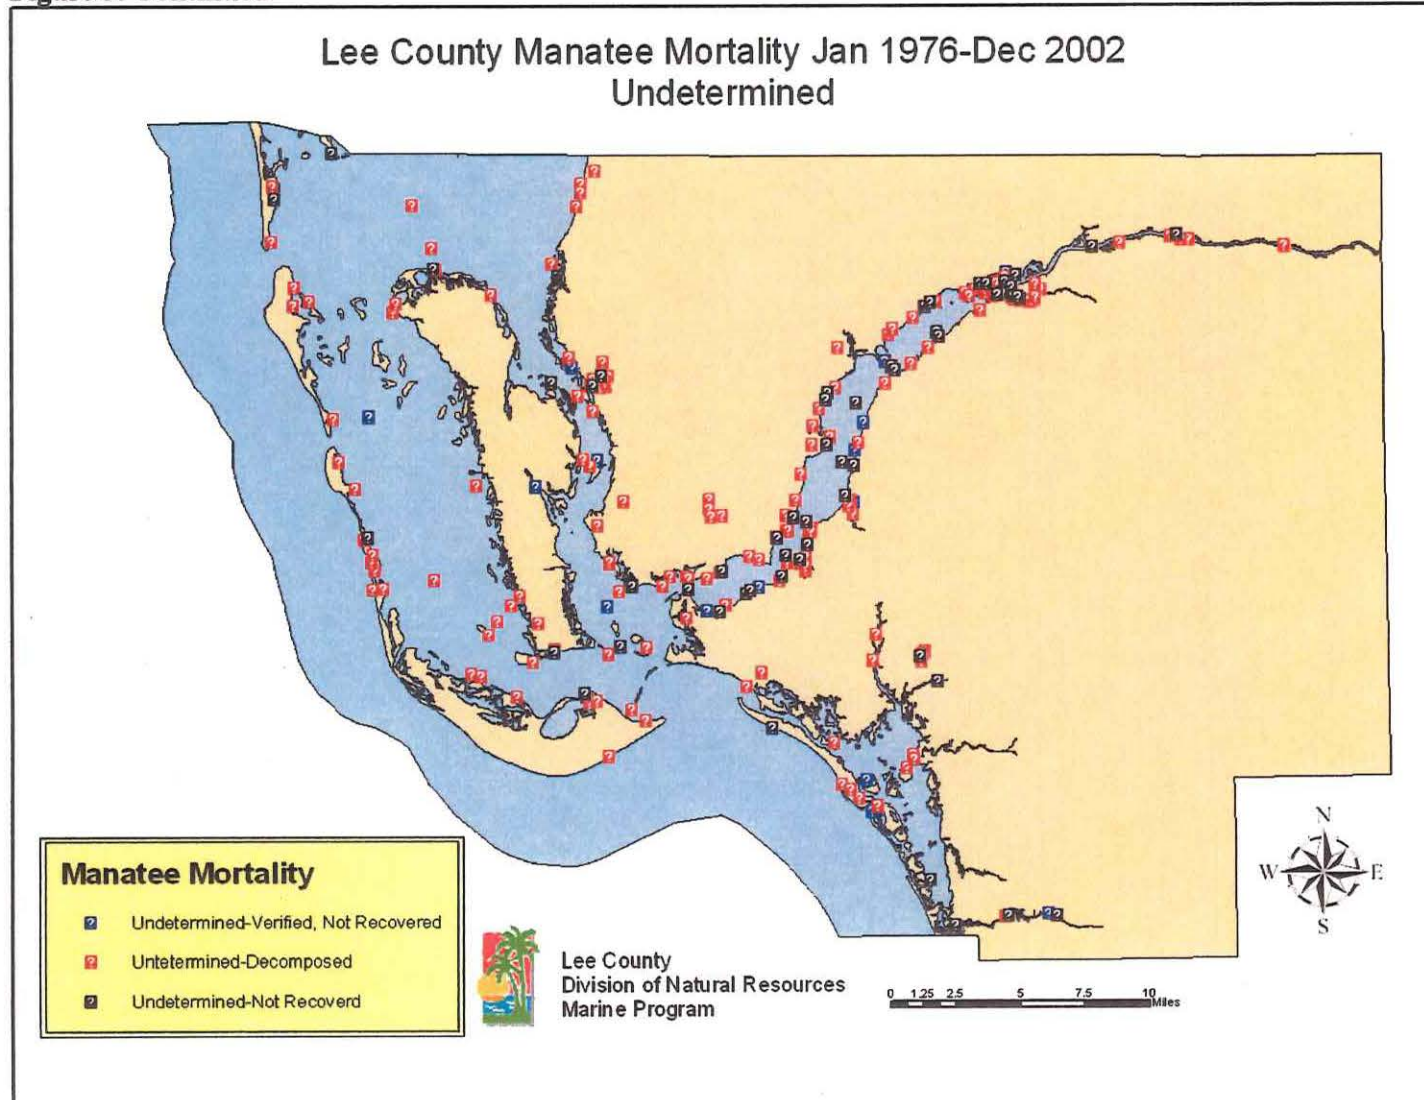 Lee County Manatee Mortality Jan 1976-Dec 2002
Undetermined
Manatee Mortality
? Undetermined-Verified, Not Recovered
? Untetermined-Decomposed
? Undetermined-Not Recoverd
Lee County
Division of Natural Resources
Marine Program
0 1.25 2.5 5 7.5 10
Miles
N
W E
S